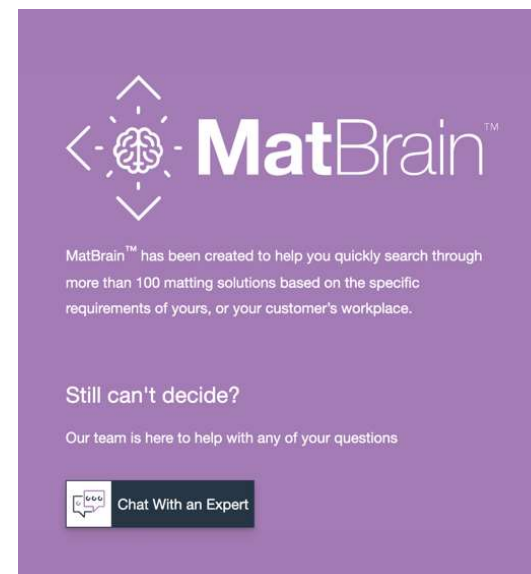 MatBrain™
MatBrain™ has been created to help you quickly search through
more than 100 matting solutions based on the specific
requirements of yours, or your customer's workplace.
Still can't decide?
Our team is here to help with any of your questions
Chat With an Expert